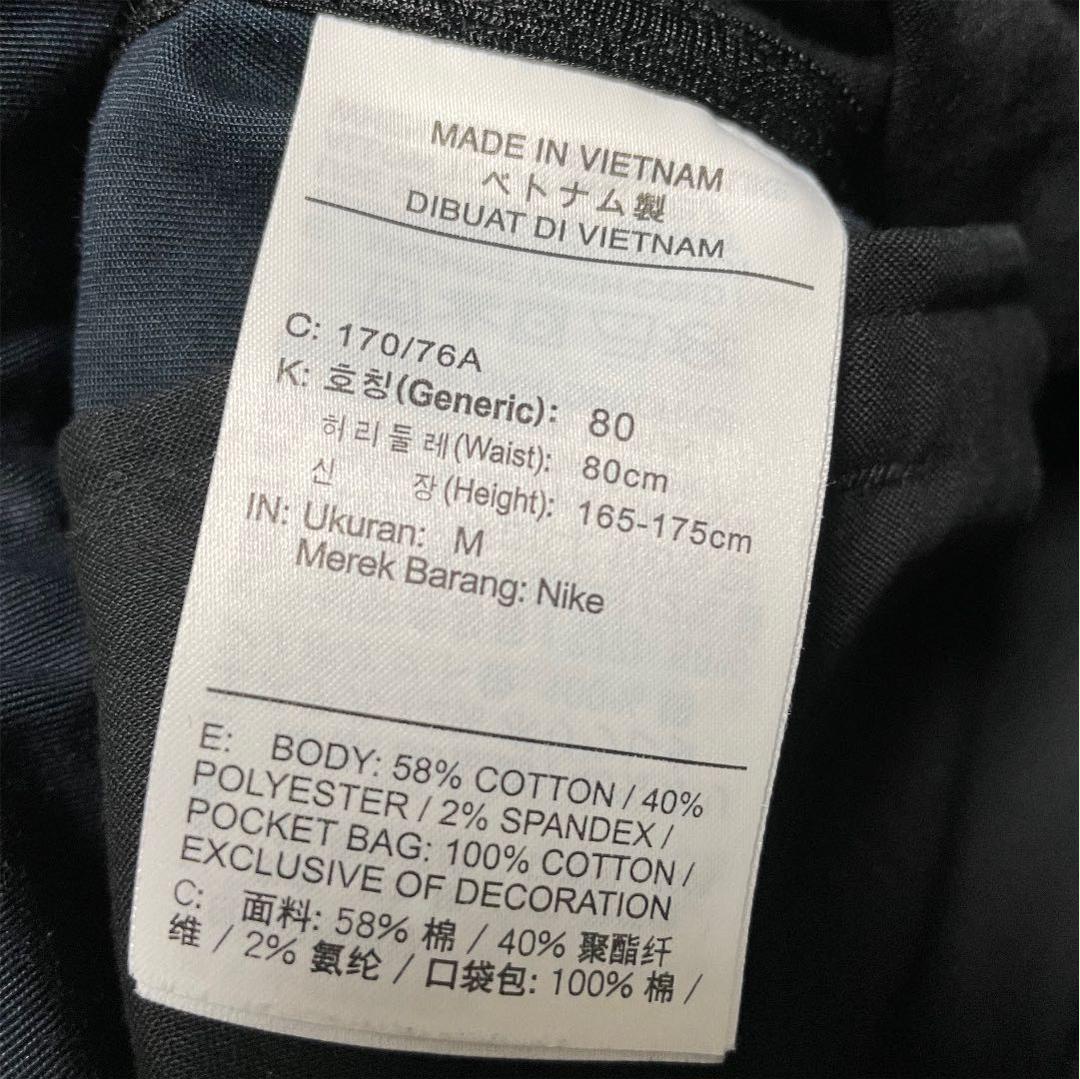 MADE IN VIETNAM
ベトナム製
DIBUAT DI VIETNAM
C: 170/76A
K: 호칭(Generic): 80
허리둘레(Waist): 80cm
신 장(Height): 165-175cm
IN: Ukuran: M
Merek Barang: Nike
E: BODY: 58% COTTON / 40%
POLYESTER / 2% SPANDEX /
POCKET BAG: 100% COTTON /
EXCLUSIVE OF DECORATION
C: 面料: 58% 棉 / 40% 聚酯纤
维 / 2% 氨纶 / 口袋包: 100% 棉 /